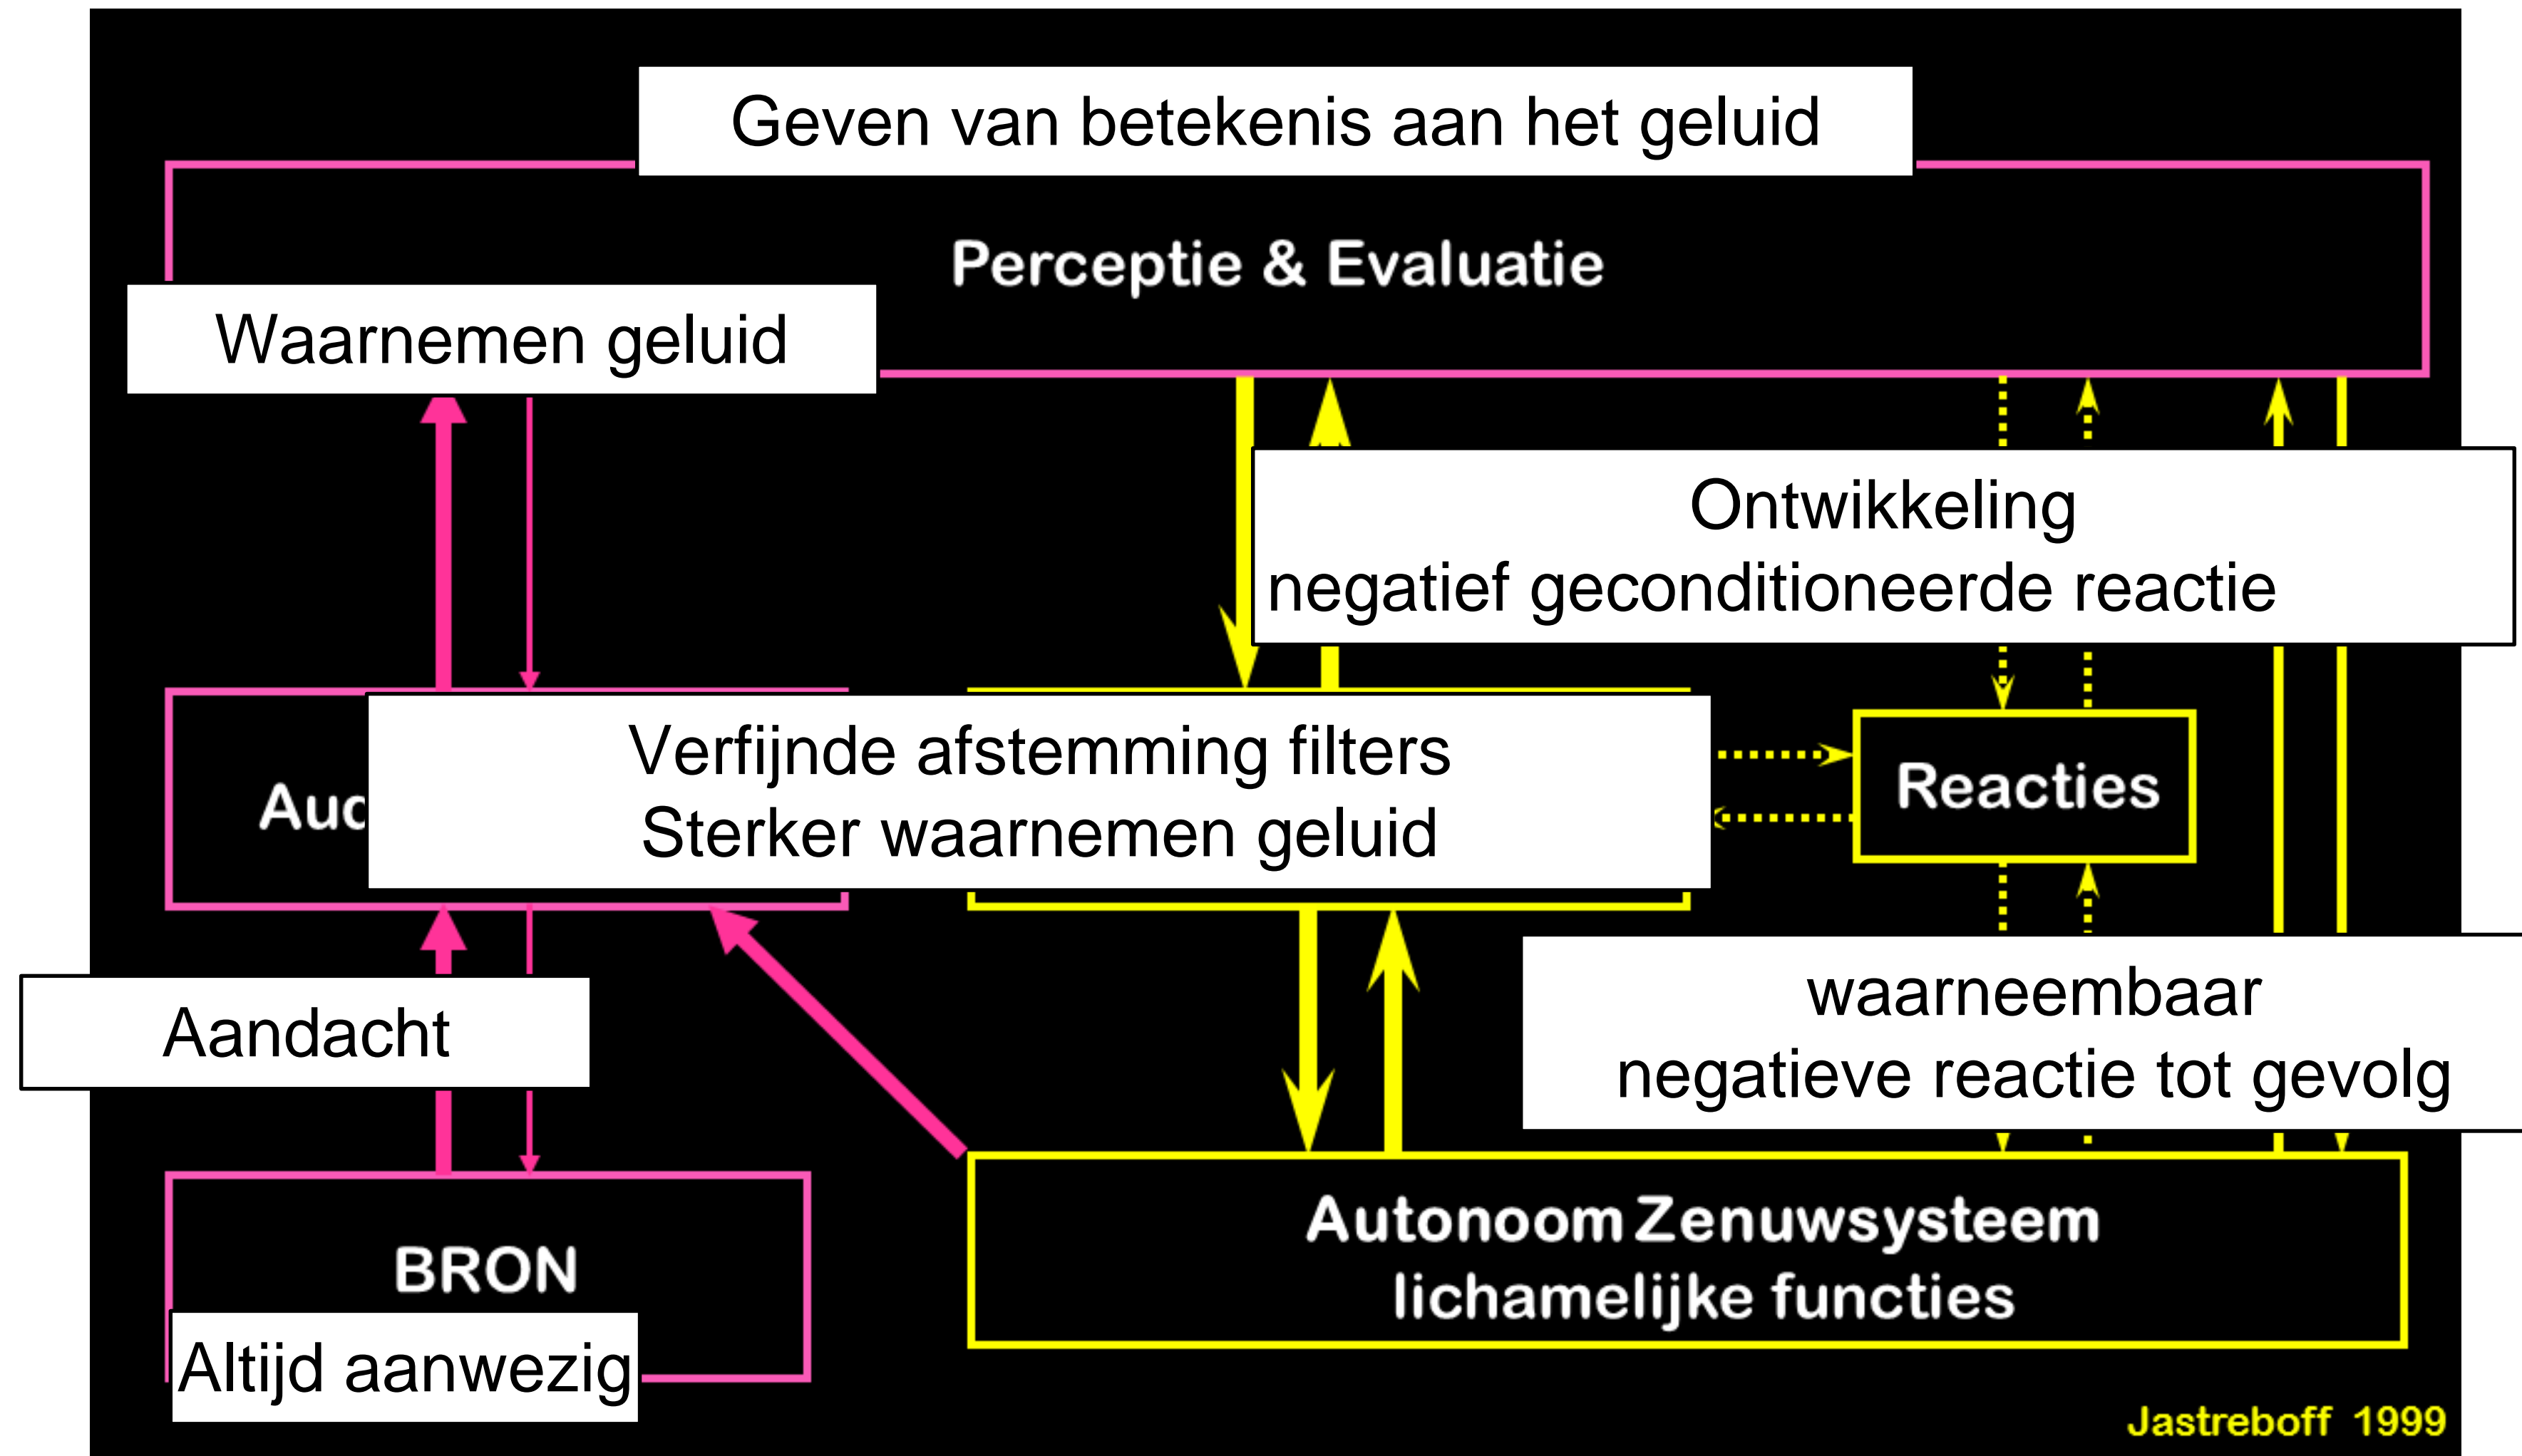 Geven van betekenis aan het geluid
Perceptie & Evaluatie
Waarnemen geluid
Ontwikkeling
negatief geconditioneerde reactie
Verfijnde afstemming filters
Sterker waarnemen geluid
Reacties
Aandacht
waarneembaar
negatieve reactie tot gevolg
BRON
Altijd aanwezig
Autonoom Zenuwsysteem
lichamelijke functies
Jastreboff 1999